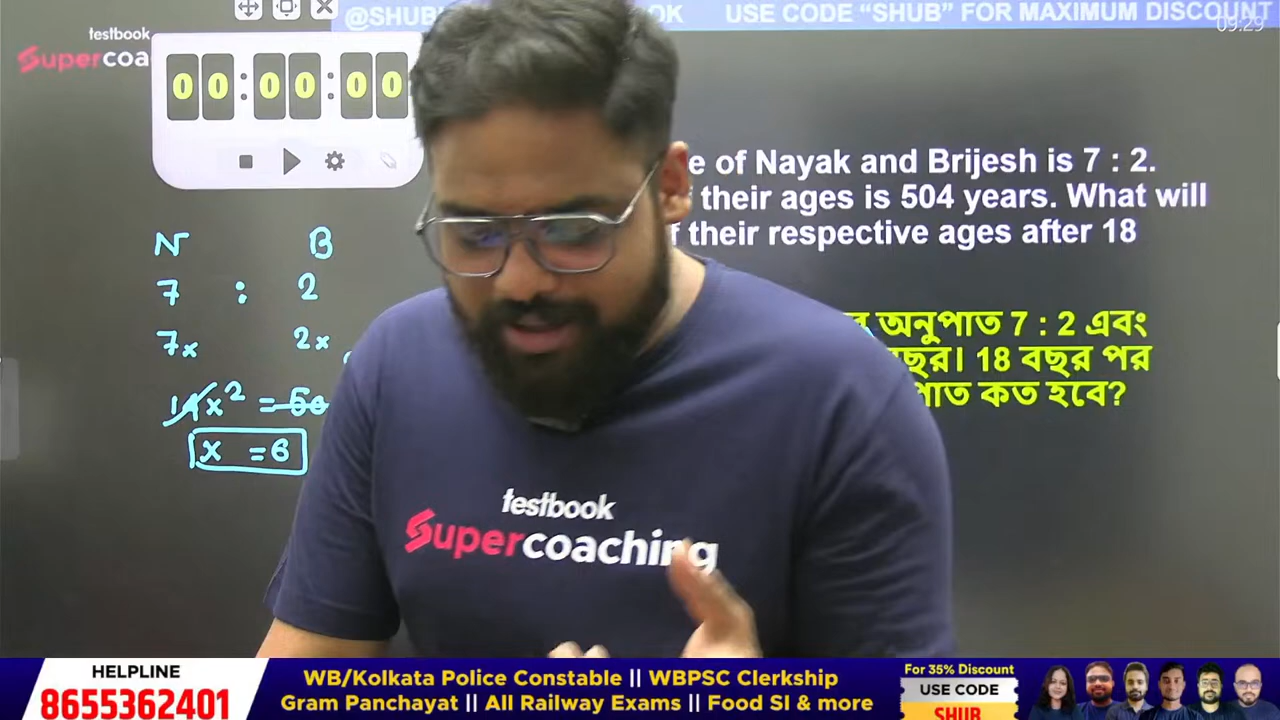 @SHUB
OK
USE CODE “SHUB” FOR MAXIMUM DISCOUNT
09:29
testbook
Supercoa
00:00:00
e of Nayak and Brijesh is 7 : 2.
their ages is 504 years. What will
f their respective ages after 18
র অনুপাত 7 : 2 এবং
বছর। 18 বছর পর
পাত কত হবে?
N B
7 : 2
7x 2x
14x² = 50
x = 6
testbook
Supercoaching
HELPLINE
8655362401
WB/Kolkata Police Constable || WBPSC Clerkship
Gram Panchayat || All Railway Exams || Food SI & more
For 35% Discount
USE CODE
SHUB